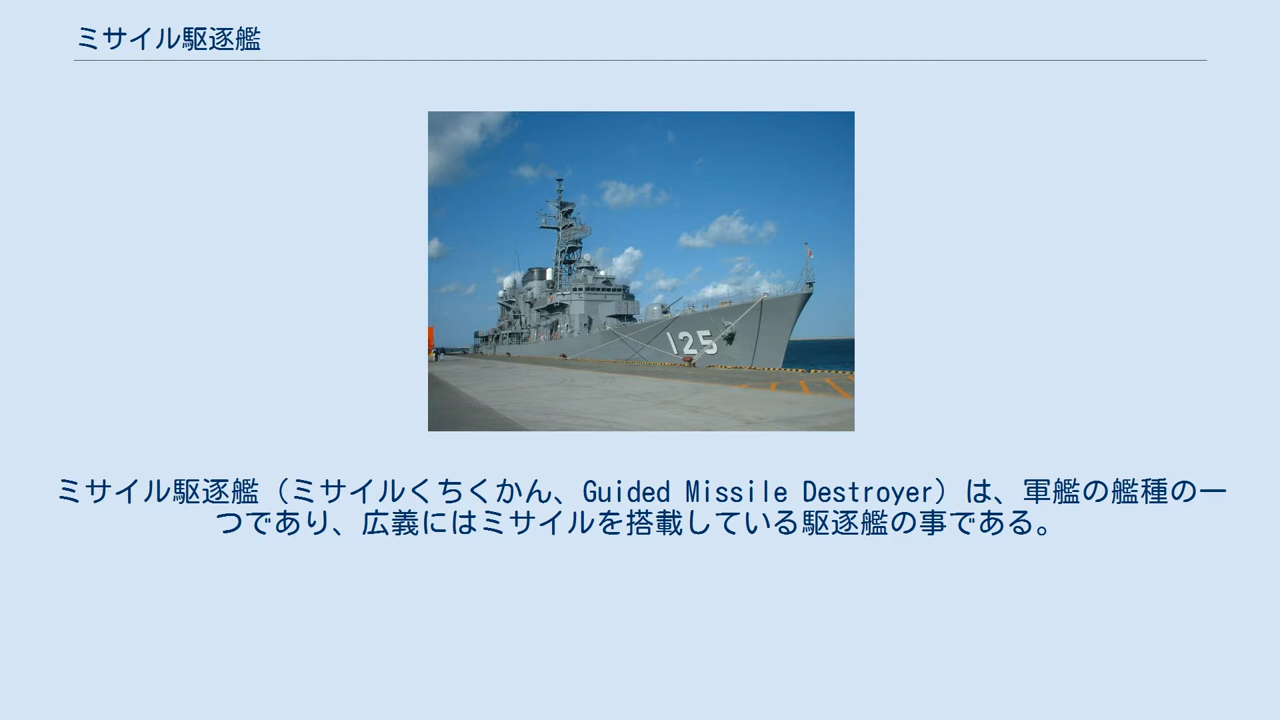 ミサイル駆逐艦
125
ミサイル駆逐艦（ミサイルくちくかん、Guided Missile Destroyer）は、軍艦の艦種の一
つであり、広義にはミサイルを搭載している駆逐艦の事である。